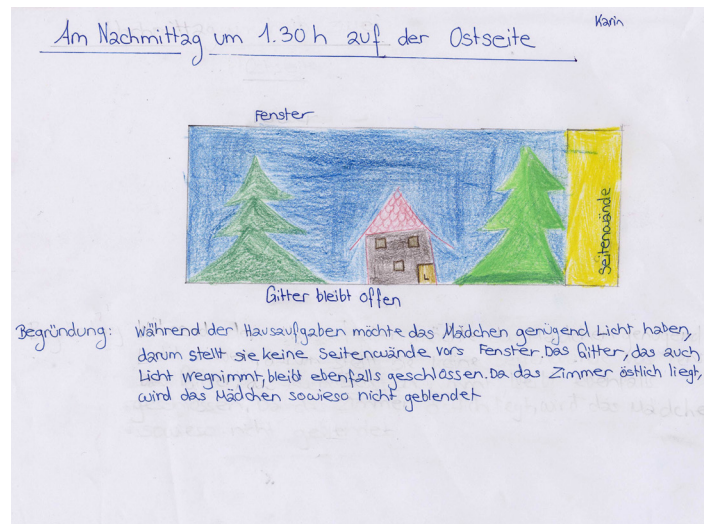 Karin
Am Nachmittag um 1.30 h auf der Ostseite
Fenster
Seitenwände
Gitter bleibt offen
Begründung: Während der Hausaufgaben möchte das Mädchen genügend Licht haben,
darum stellt sie keine Seitenwände vors Fenster. Das Gitter, das auch
Licht wegnimmt, bleibt ebenfalls geschlossen. Da das Zimmer östlich liegt,
wird das Mädchen sowieso nicht geblendet